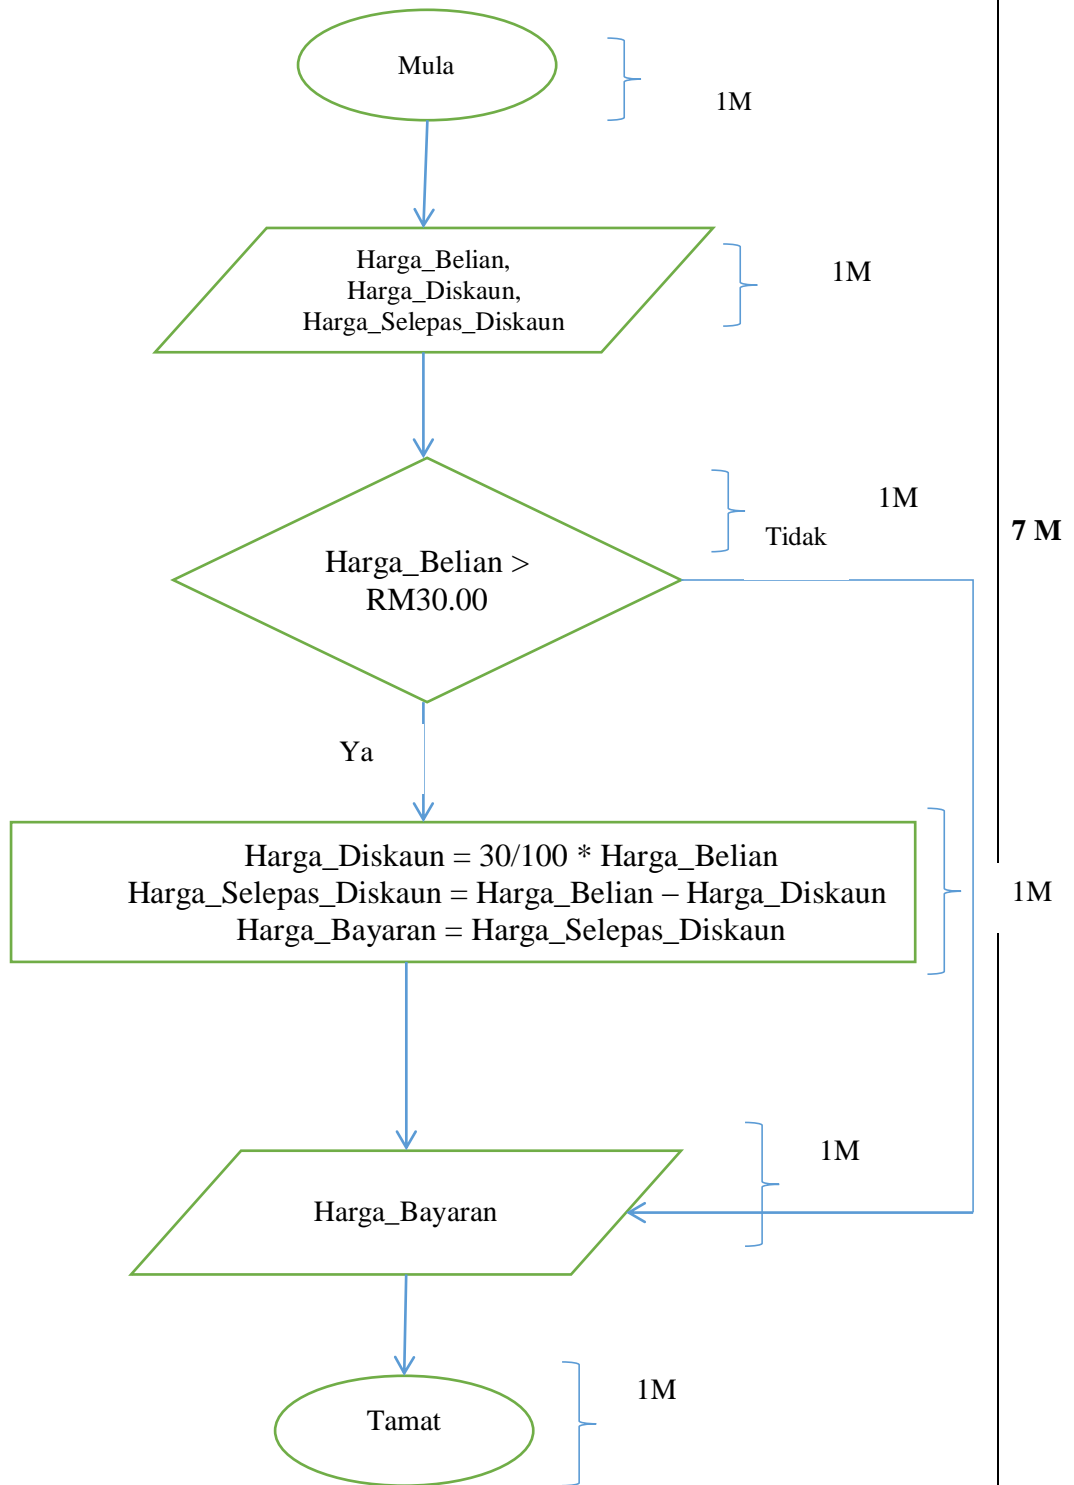 Mula
1M
Harga_Belian,
Harga_Diskaun,
Harga_Selepas_Diskaun
1M
1M
Tidak
7 M
Harga_Belian >
RM30.00
Ya
Harga_Diskaun = 30/100 * Harga_Belian
Harga_Selepas_Diskaun = Harga_Belian – Harga_Diskaun
Harga_Bayaran = Harga_Selepas_Diskaun
1M
1M
Harga_Bayaran
1M
Tamat